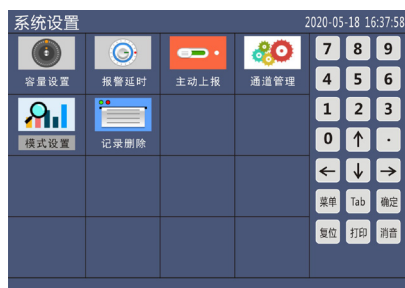 系统设置 2020-05-18 16:37:58
容量设置 报警延时 主动上报 通道管理
模式设置 记录删除
7 8 9
4 5 6
1 2 3
0 ↑ ·
← ↓ →
菜单 Tab 确定
复位 打印 消音